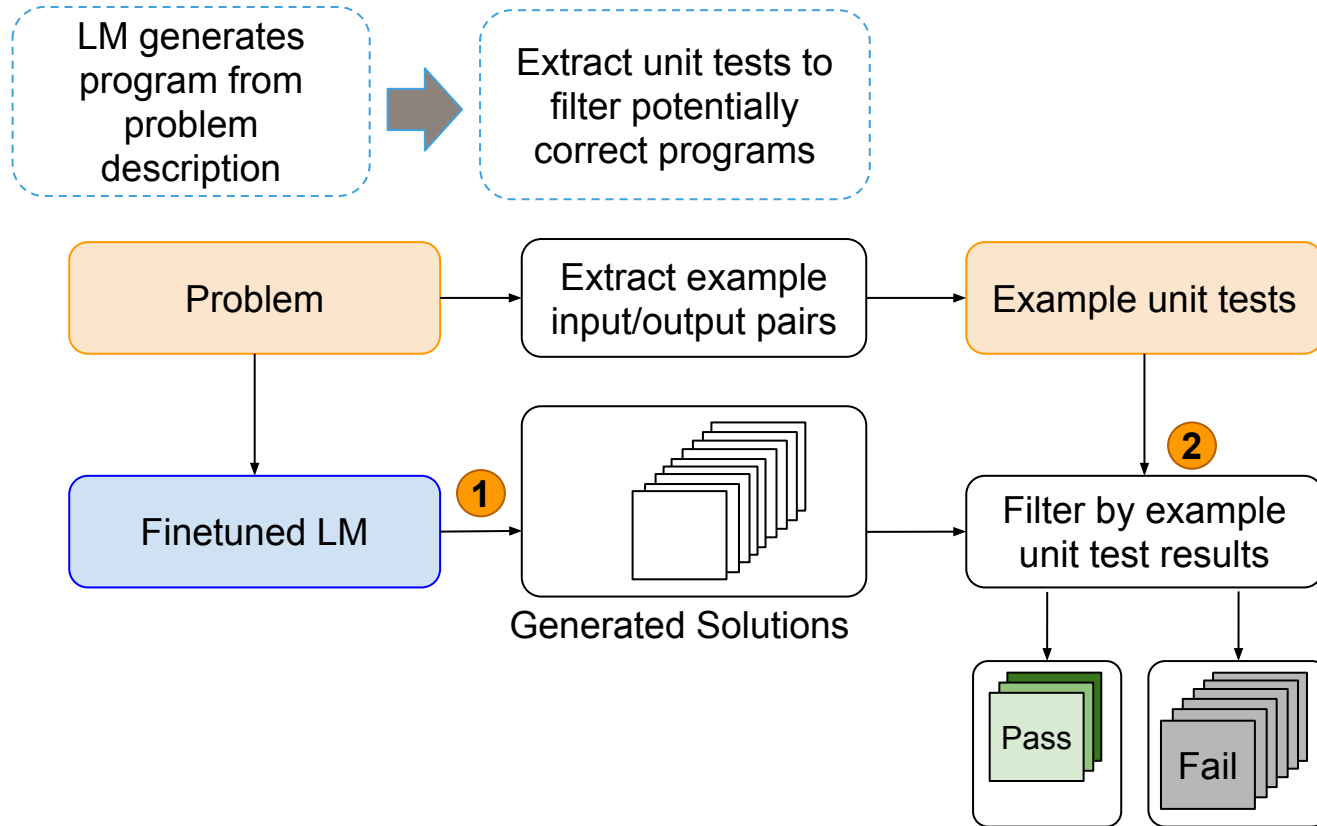 LM generates
program from
problem
description
Extract unit tests to
filter potentially
correct programs
Problem
Extract example
input/output pairs
Example unit tests
Finetuned LM
1
Generated Solutions
2
Filter by example
unit test results
Pass
Fail